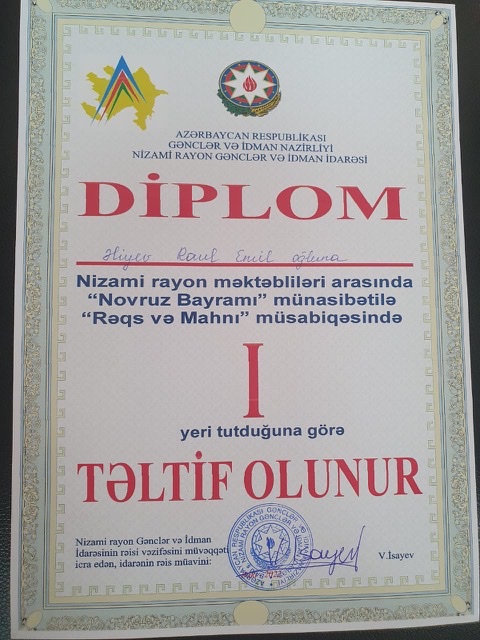 AZƏRBAYCAN RESPUBLİKASI
GƏNCLƏR VƏ İDMAN NAZİRLİYİ
NİZAMİ RAYON GƏNCLƏR VƏ İDMAN İDARƏSİ
DİPLOM
Əliyev Raul Emil oğluna
Nizami rayon məktəbliləri arasında
“Novruz Bayramı” münasibətilə
“Rəqs və Mahnı” müsabiqəsində
I
yeri tutduğuna görə
TƏLTİF OLUNUR
Nizami rayon Gənclər və İdman
İdarəsinin rəisi vəzifəsini müvəqqəti
icra edən, idarənin rəis müavini:
V.İsayev